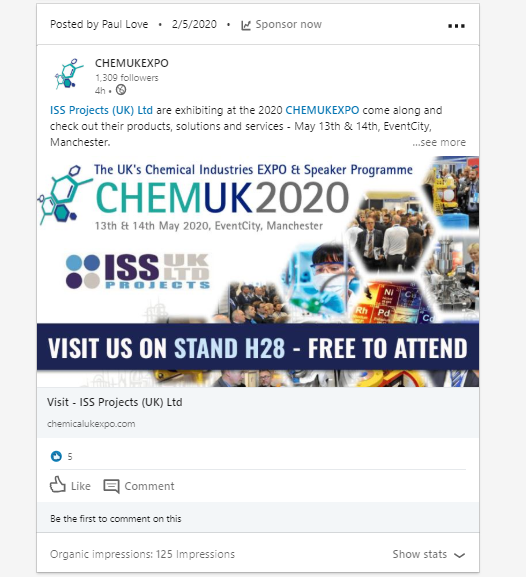 Posted by Paul Love • 2/5/2020 • Sponsor now
CHEMUKEXPO
1,309 followers
4h •
ISS Projects (UK) Ltd are exhibiting at the 2020 CHEMUKEXPO come along and
check out their products, solutions and services - May 13th & 14th, EventCity,
Manchester.
...see more
The UK's Chemical Industries EXPO & Speaker Programme
CHEMUK2020
13th & 14th May 2020, EventCity, Manchester
ISS UK LTD
PROJECTS
Ni Cu
Rh Pd
VISIT US ON STAND H28 - FREE TO ATTEND
Visit - ISS Projects (UK) Ltd
chemicalukexpo.com
5
Like Comment
Be the first to comment on this
Organic impressions: 125 Impressions Show stats